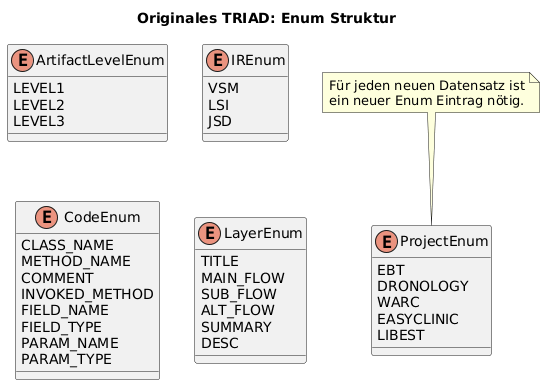 Originales TRIAD: Enum Struktur
E ArtifactLevelEnum
LEVEL1
LEVEL2
LEVEL3
E IREnum
VSM
LSI
JSD
Für jeden neuen Datensatz ist
ein neuer Enum Eintrag nötig.
E CodeEnum
CLASS_NAME
METHOD_NAME
COMMENT
INVOKED_METHOD
FIELD_NAME
FIELD_TYPE
PARAM_NAME
PARAM_TYPE
E LayerEnum
TITLE
MAIN_FLOW
SUB_FLOW
ALT_FLOW
SUMMARY
DESC
E ProjectEnum
EBT
DRONOLOGY
WARC
EASYCLINIC
LIBEST